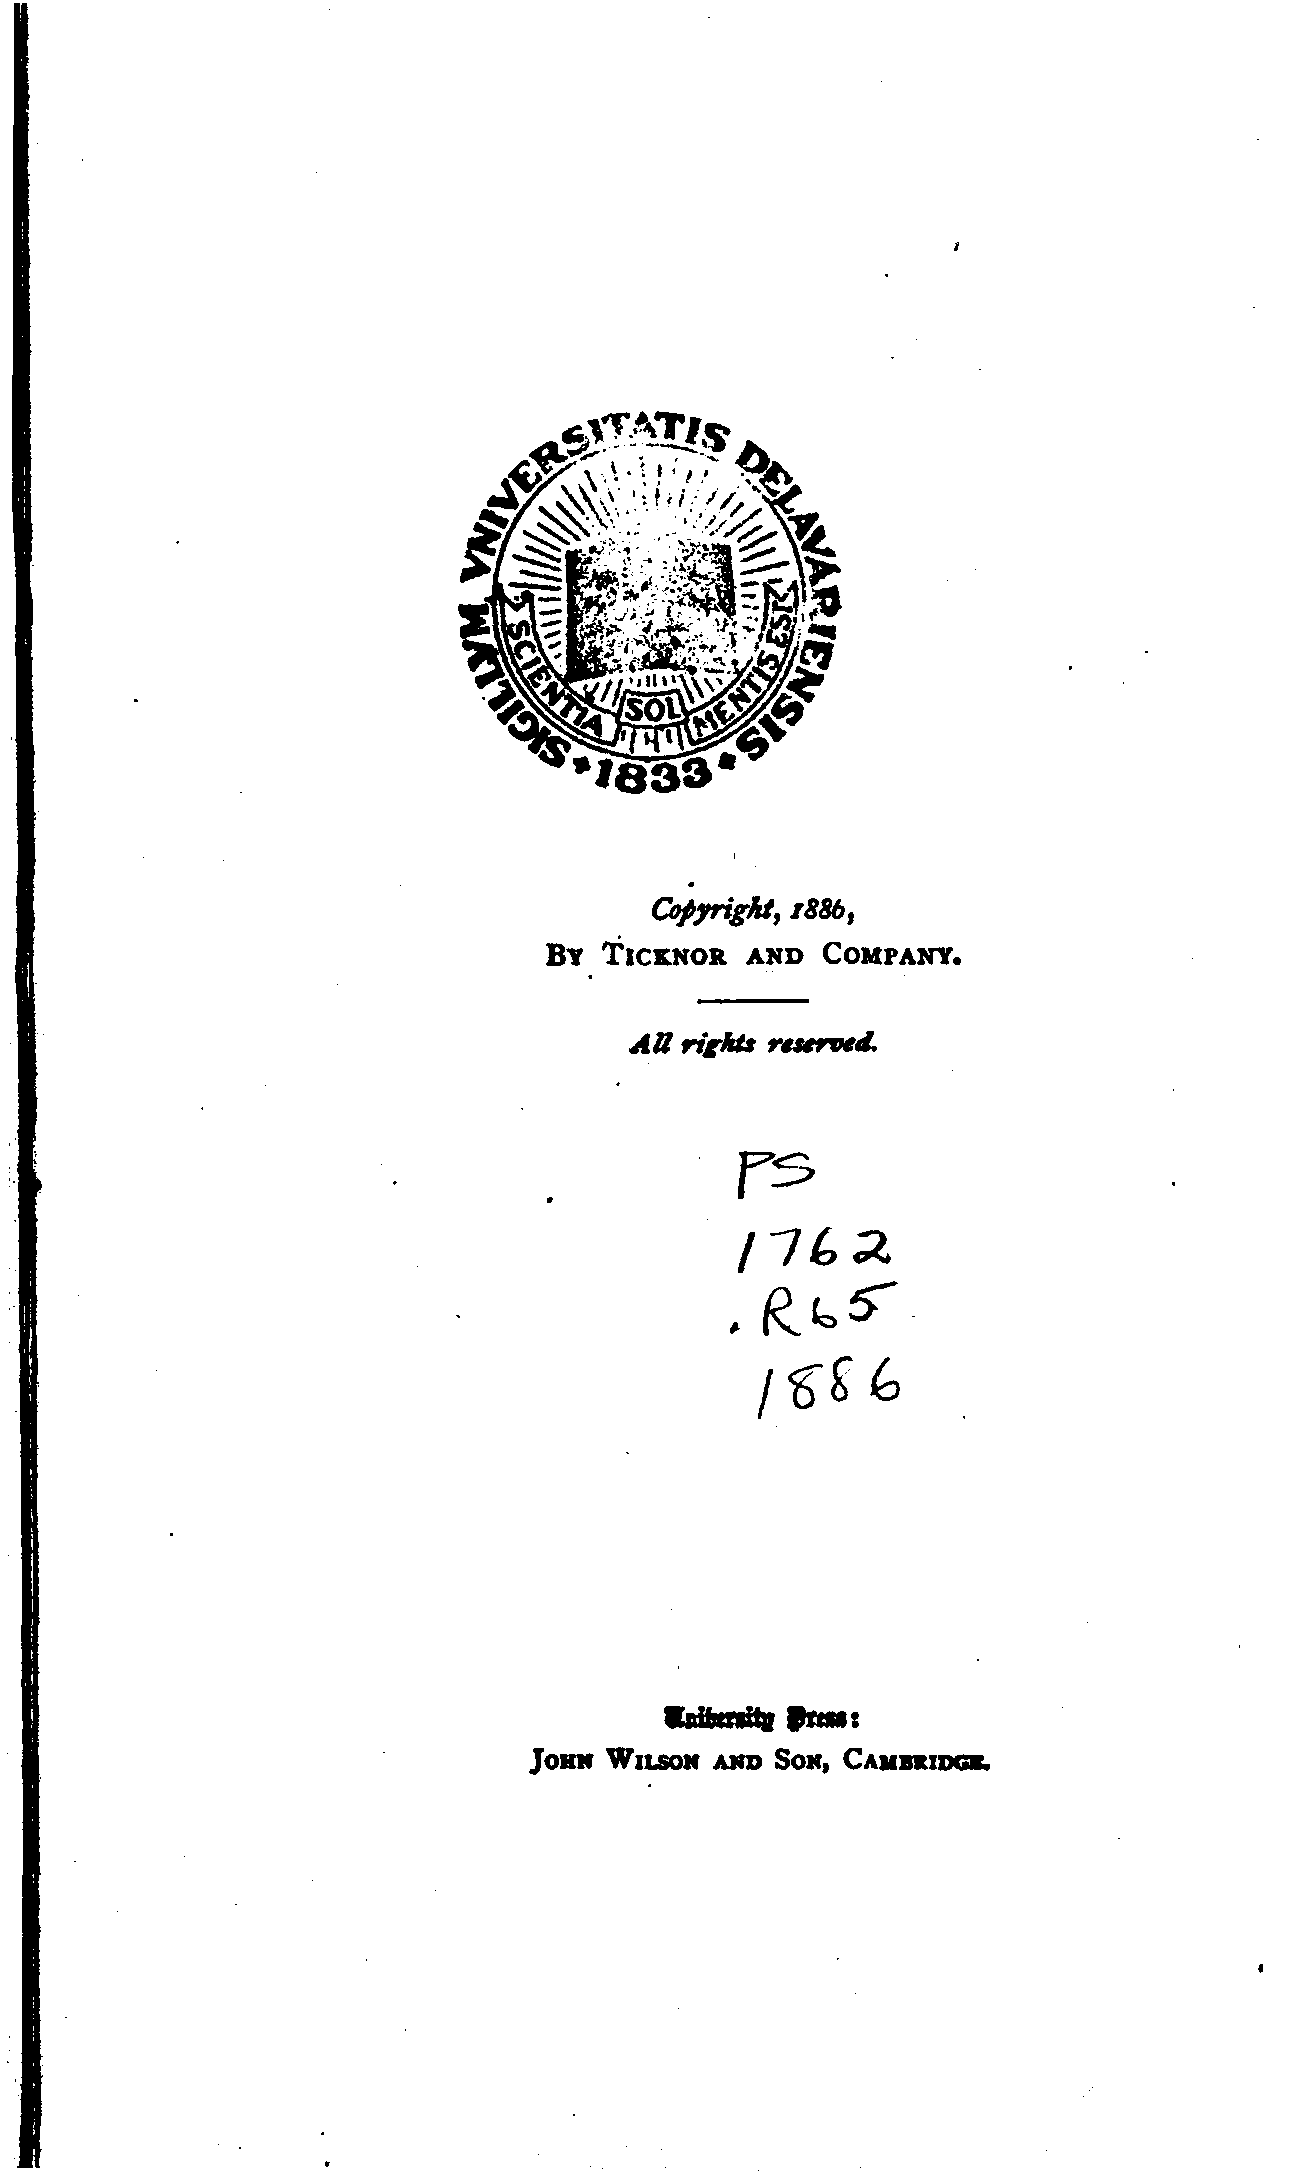 SIGILLVM VNIVERSITATIS DELAVARIENSIS
SCIENTIA SOL MENTIS EST
* 1833 *
Copyright, 1886,
BY TICKNOR AND COMPANY.
All rights reserved.
PS
1762
.R65
1886
University Press:
JOHN WILSON AND SON, CAMBRIDGE.